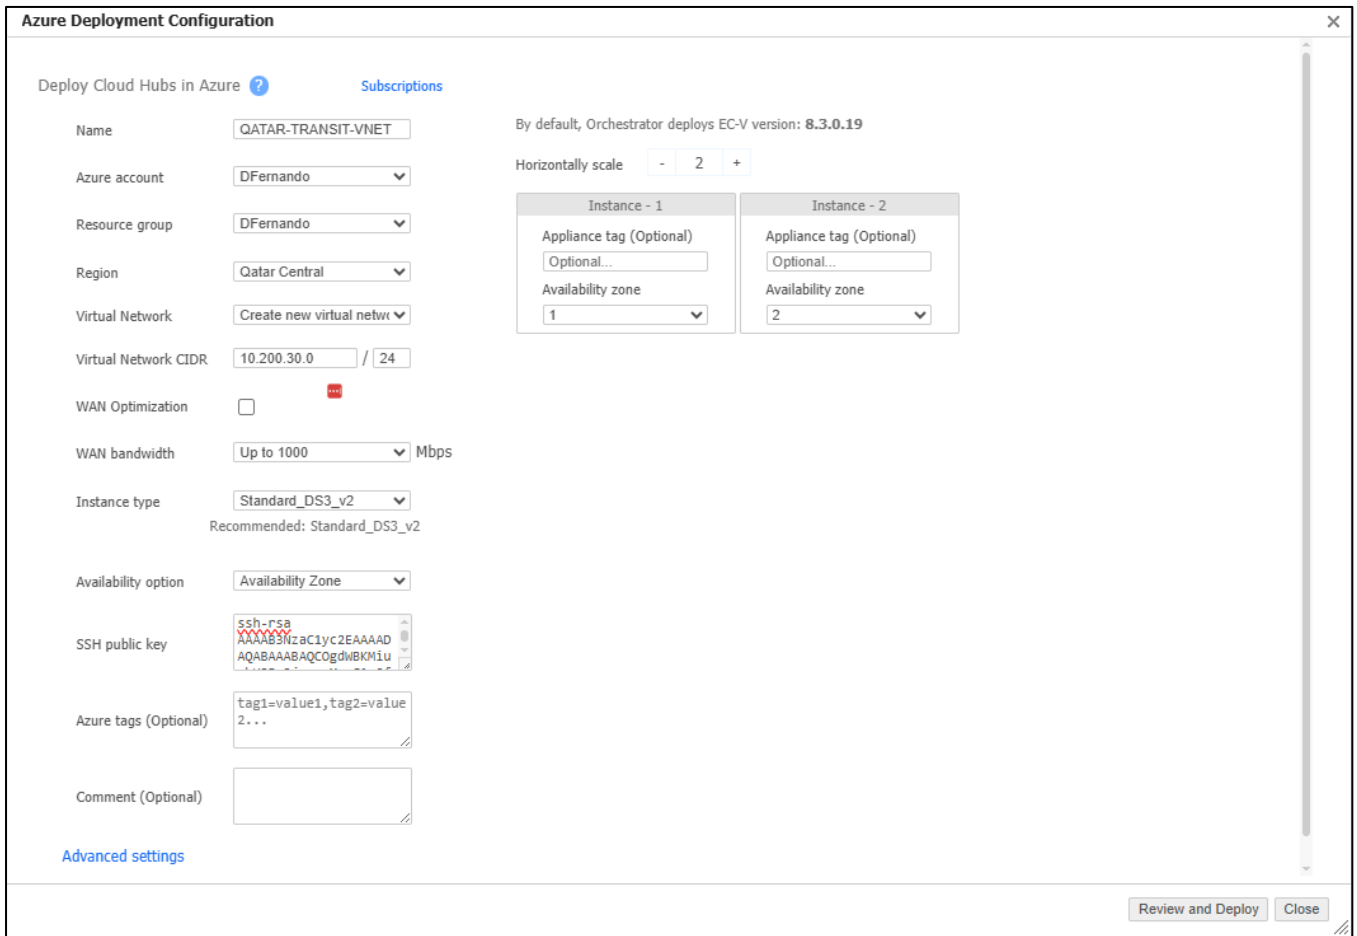 Azure Deployment Configuration
Deploy Cloud Hubs in Azure ? Subscriptions
Name QATAR-TRANSIT-VNET
Azure account DFernando
Resource group DFernando
Region Qatar Central
Virtual Network Create new virtual netwo
Virtual Network CIDR 10.200.30.0 / 24
WAN Optimization
WAN bandwidth Up to 1000 Mbps
Instance type Standard_DS3_v2
Recommended: Standard_DS3_v2
Availability option Availability Zone
SSH public key ssh-rsa
AAAAB3NzaC1yc2EAAAAD
AQABAAABAQCOgdWBKMiu
Azure tags (Optional) tag1=value1,tag2=value
2...
Comment (Optional)
Advanced settings
By default, Orchestrator deploys EC-V version: 8.3.0.19
Horizontally scale - 2 +
Instance - 1
Appliance tag (Optional)
Optional...
Availability zone
1
Instance - 2
Appliance tag (Optional)
Optional...
Availability zone
2
Review and Deploy Close